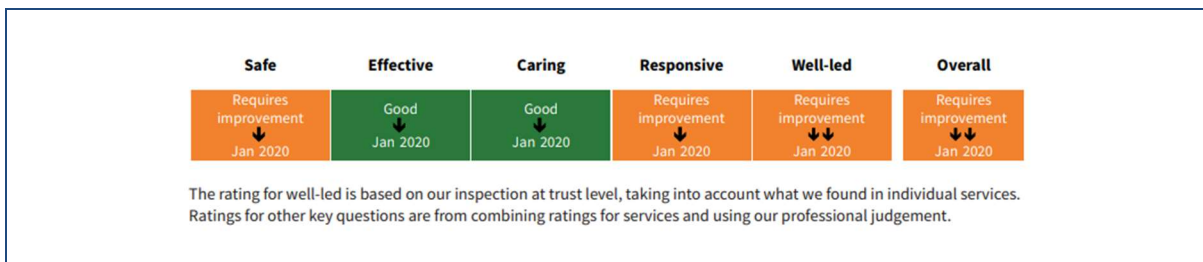 Safe Effective Caring Responsive Well-led Overall
Requires improvement Good Good Requires improvement Requires improvement Requires improvement
Jan 2020 Jan 2020 Jan 2020 Jan 2020 Jan 2020 Jan 2020
The rating for well-led is based on our inspection at trust level, taking into account what we found in individual services.
Ratings for other key questions are from combining ratings for services and using our professional judgement.